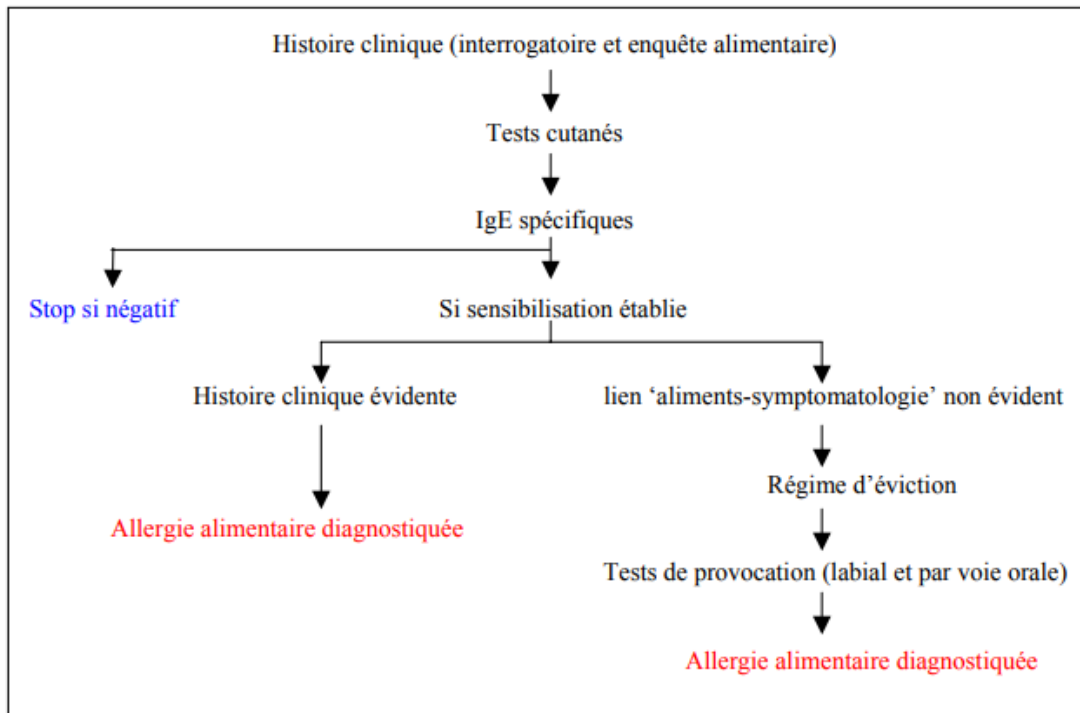 Histoire clinique (interrogatoire et enquête alimentaire)
Tests cutanés
IgE spécifiques
Stop si négatif
Si sensibilisation établie
Histoire clinique évidente
lien ‘aliments-symptomatologie’ non évident
Régime d’éviction
Allergie alimentaire diagnostiquée
Tests de provocation (labial et par voie orale)
Allergie alimentaire diagnostiquée